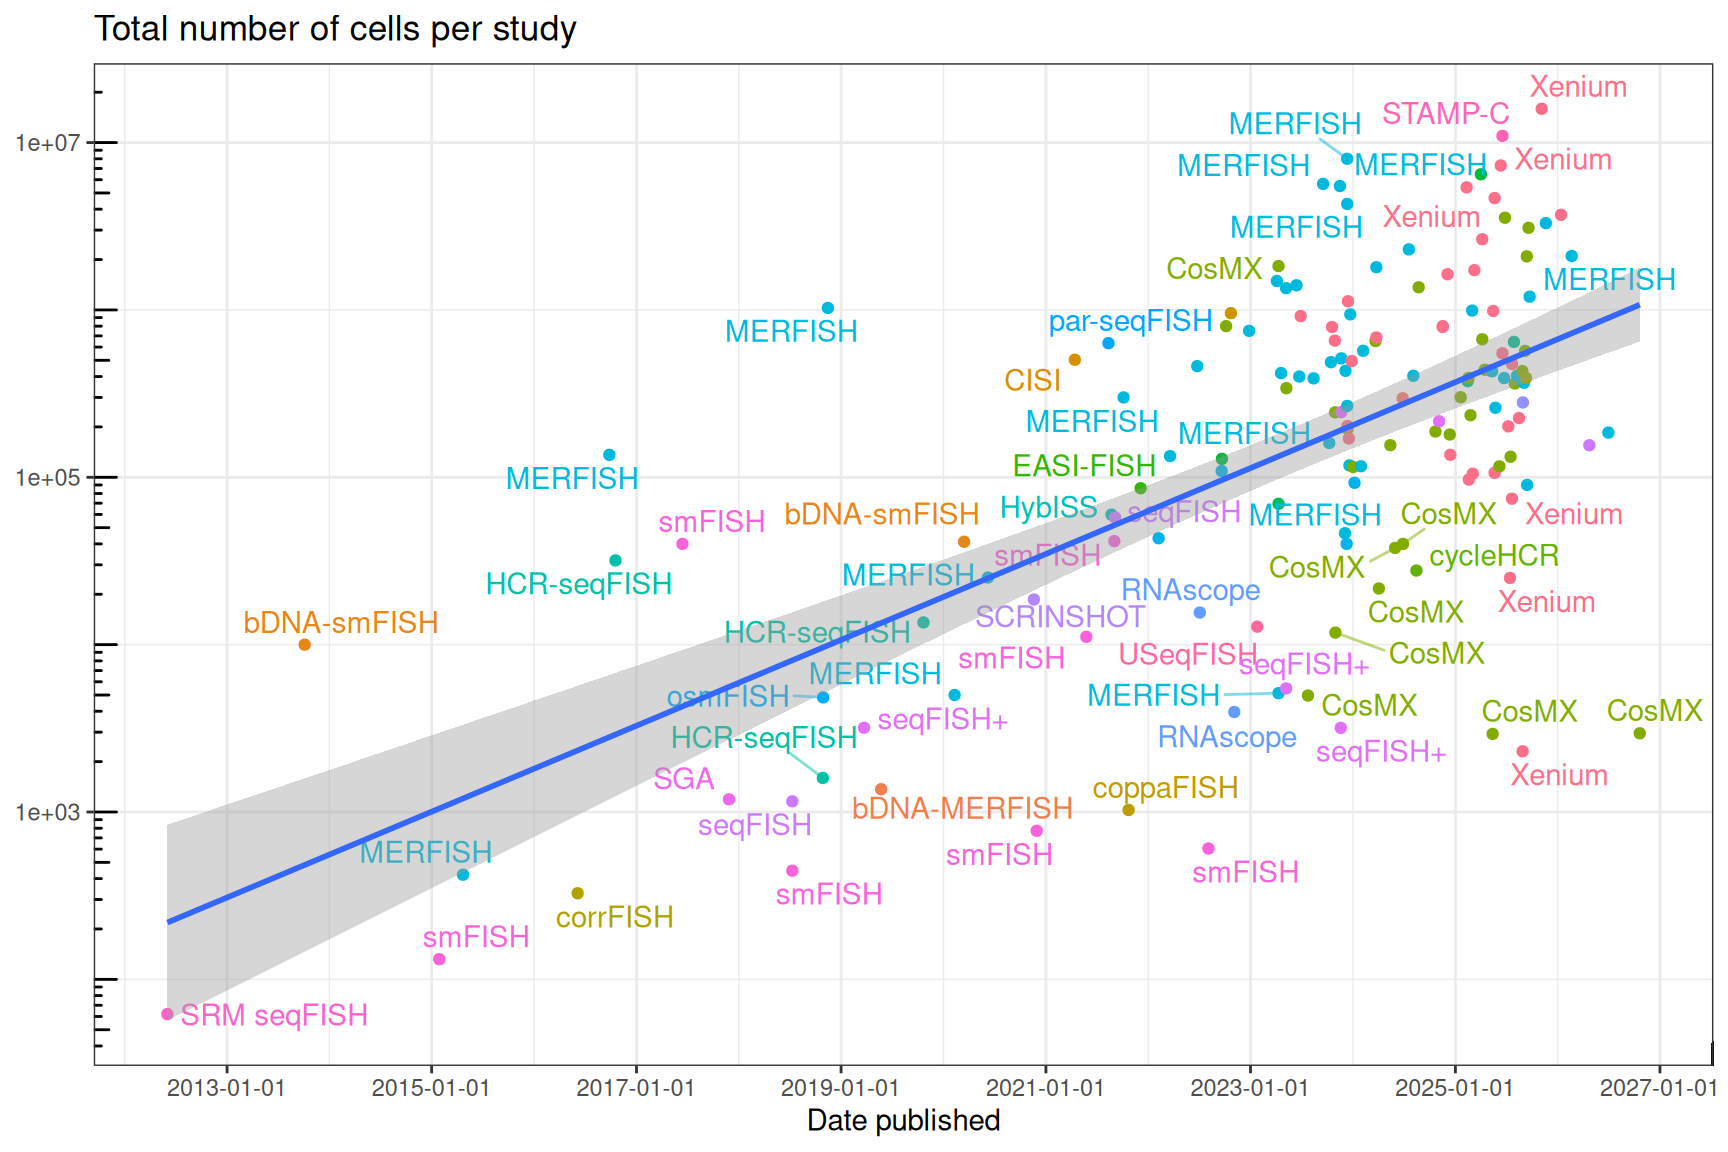 Total number of cells per study
Xenium
STAMP-C
MERFISH
MERFISH
MERFISH
Xenium
1e+07
Xenium
MERFISH
CosMX
MERFISH
par-seqFISH
MERFISH
CISI
MERFISH
MERFISH
EASI-FISH
MERFISH
1e+05
HybISS
seqFISH
MERFISH
CosMX
Xenium
smFISH
bDNA-smFISH
smFISH
CosMX
cycleHCR
HCR-seqFISH
MERFISH
RNAscope
Xenium
bDNA-smFISH
HCR-seqFISH
SCRINSHOT
CosMX
smFISH
USeqFISH
seqFISH+
CosMX
MERFISH
osmFISH
MERFISH
CosMX
CosMX
CosMX
seqFISH+
HCR-seqFISH
RNAscope
seqFISH+
SGA
coppaFISH
Xenium
1e+03
bDNA-MERFISH
seqFISH
MERFISH
smFISH
smFISH
smFISH
corrFISH
smFISH
SRM seqFISH
2013-01-01
2015-01-01
2017-01-01
2019-01-01
2021-01-01
2023-01-01
2025-01-01
2027-01-01
Date published